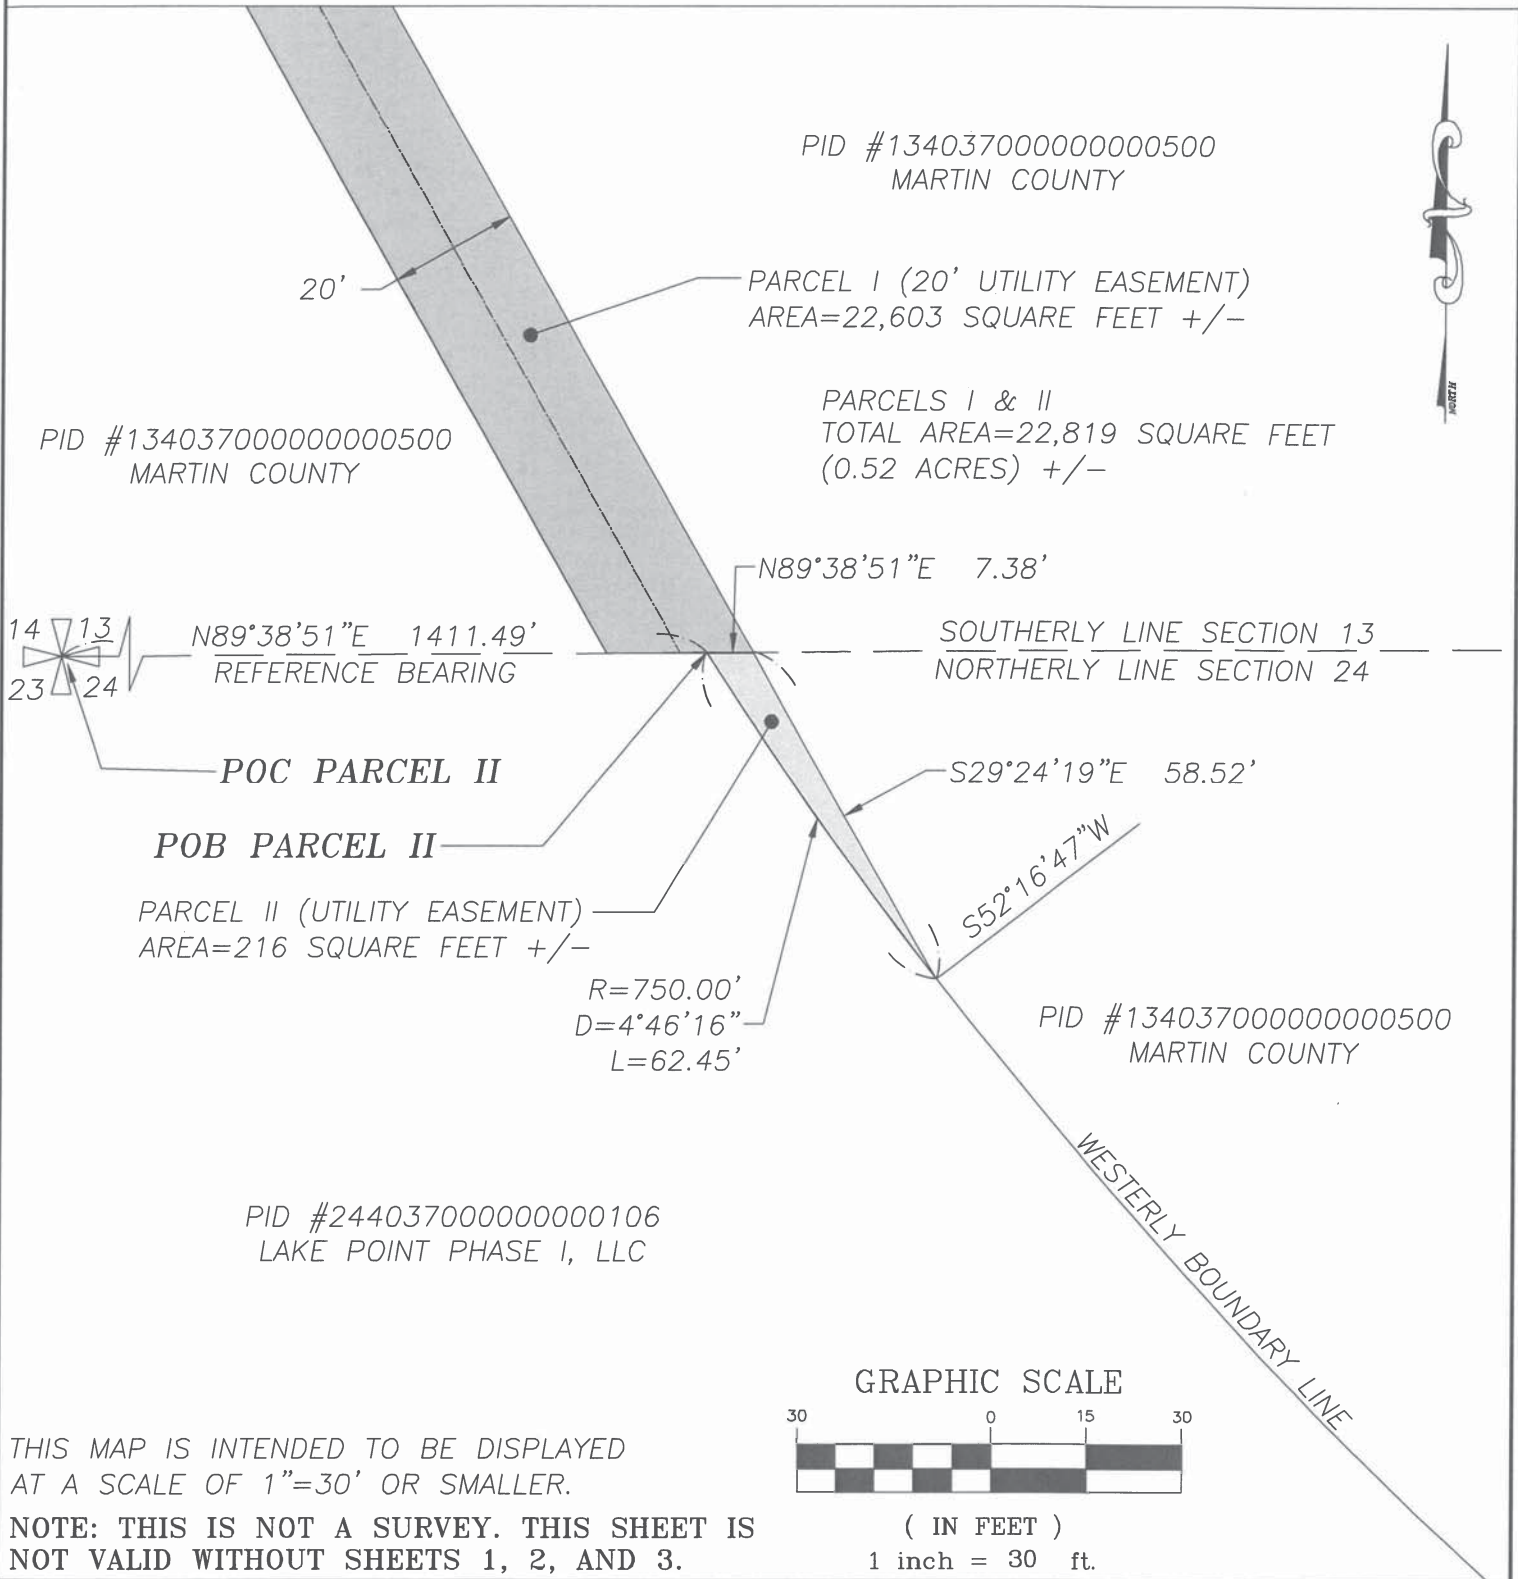 PID #134037000000000500
MARTIN COUNTY
20'
PARCEL I (20' UTILITY EASEMENT)
AREA=22,603 SQUARE FEET +/-
NORTH
PARCELS I & II
TOTAL AREA=22,819 SQUARE FEET
(0.52 ACRES) +/-
PID #134037000000000500
MARTIN COUNTY
N89°38'51"E 7.38'
14 13
23 24
N89°38'51"E 1411.49'
REFERENCE BEARING
SOUTHERLY LINE SECTION 13
NORTHERLY LINE SECTION 24
POC PARCEL II
S29°24'19"E 58.52'
POB PARCEL II
S52°16'47"W
PARCEL II (UTILITY EASEMENT)
AREA=216 SQUARE FEET +/-
R=750.00'
D=4°46'16"
L=62.45'
PID #134037000000000500
MARTIN COUNTY
WESTERLY BOUNDARY LINE
PID #244037000000000106
LAKE POINT PHASE I, LLC
GRAPHIC SCALE
30 0 15 30
( IN FEET )
1 inch = 30 ft.
THIS MAP IS INTENDED TO BE DISPLAYED
AT A SCALE OF 1"=30' OR SMALLER.
NOTE: THIS IS NOT A SURVEY. THIS SHEET IS
NOT VALID WITHOUT SHEETS 1, 2, AND 3.